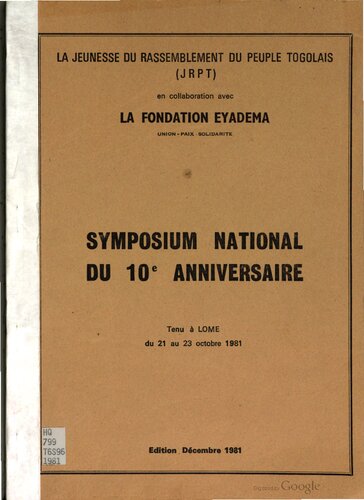 LA JEUNESSE DU RASSEMBLEMENT DU PEUPLE TOGOLAIS
(JRPT)
en collaboration avec
LA FONDATION EYADEMA
UNION-PAIX SOLIDARITE
SYMPOSIUM NATIONAL
DU 10e ANNIVERSAIRE
Tenu à LOME
du 21 au 23 octobre 1981
HQ
799
T6S96
1981
Edition Décembre 1981
Digitized by Google